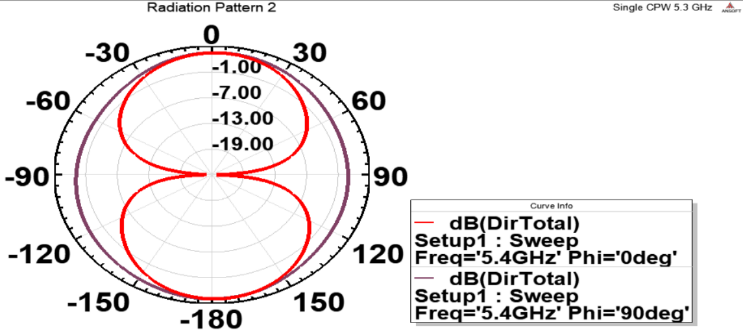 Radiation Pattern 2
Single CPW 5.3 GHz
ANSOFT
0
-30
30
-1.00
-60
-7.00
60
-13.00
-19.00
-90
90
Curve Info
dB(DirTotal)
Setup1 : Sweep
Freq='5.4GHz' Phi='0deg'
dB(DirTotal)
Setup1 : Sweep
Freq='5.4GHz' Phi='90deg'
-120
120
-150
150
-180